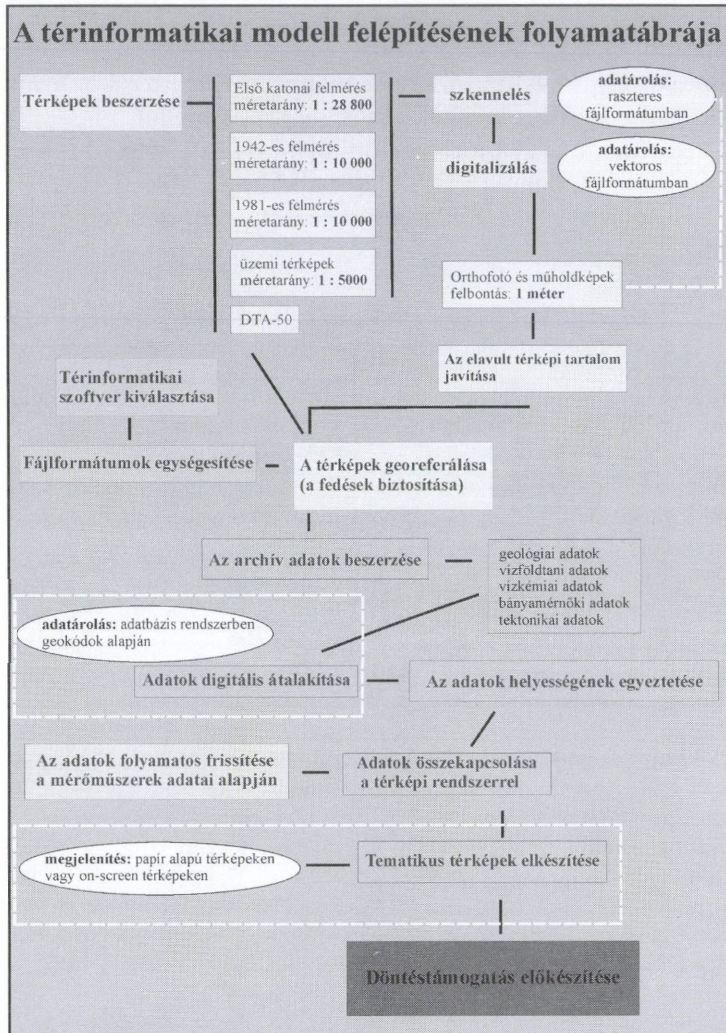 A térinformatikai modell felépítésének folyamatábrája
Térképek beszerzése
Első katonai felmérés
méretarány: 1 : 28 800
1942-es felmérés
méretarány: 1 : 10 000
1981-es felmérés
méretarány: 1 : 10 000
üzemi térképek
méretarány: 1 : 5000
DTA-50
szkennelés
adatárolás:
raszteres
fájlformátumban
digitalizálás
adatárolás:
vektoros
fájlformátumban
Orthofotó és műholdképek
felbontás: 1 méter
Az elavult térképi tartalom
javítása
Térinformatikai
szoftver kiválasztása
Fájlformátumok egységesítése
A térképek georeferálása
(a fedések biztosítása)
Az archív adatok beszerzése
geológiai adatok
vízföldtani adatok
vízkémiai adatok
bányamérnöki adatok
tektonikai adatok
adatárolás: adatbázis rendszerben
geokódok alapján
Adatok digitális átalakítása
Az adatok helyességének egyeztetése
Az adatok folyamatos frissítése
a mérőműszerek adatai alapján
Adatok összekapcsolása
a térképi rendszerrel
megjelenítés: papír alapú térképeken
vagy on-screen térképeken
Tematikus térképek elkészítése
Döntéstámogatás előkészítése